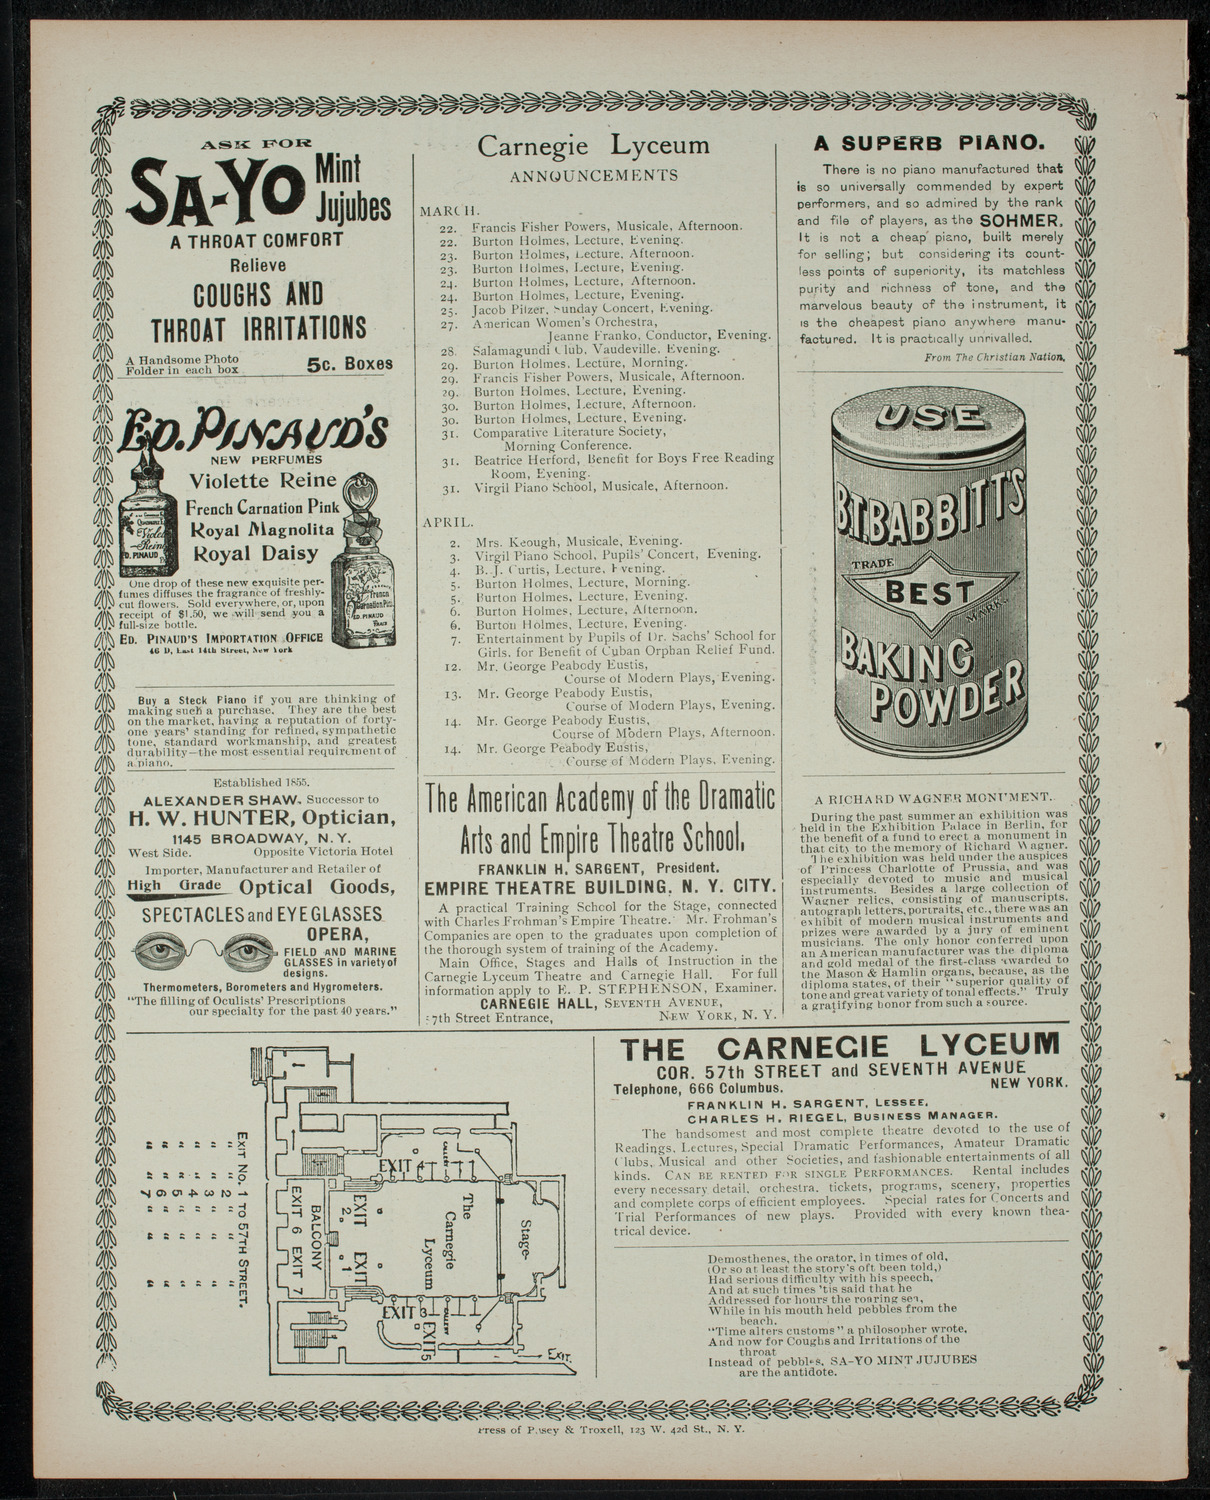 ASK FOR
SA-YO Mint Jujubes
A THROAT COMFORT
Relieve
COUGHS AND
THROAT IRRITATIONS
A Handsome Photo
Folder in each box
5c. Boxes
ED. PINAUD'S
NEW PERFUMES
Violette Reine
French Carnation Pink
Royal Magnolita
Royal Daisy
One drop of these new exquisite per-
fumes diffuses the fragrance of freshly-
cut flowers. Sold everywhere, or, upon
receipt of $1.50, we will send you a
full-size bottle.
ED. PINAUD'S IMPORTATION OFFICE
46 D, East 14th Street, New York
Buy a Steck Piano if you are thinking of
making such a purchase. They are the best
on the market, having a reputation of forty-
one years' standing for refined, sympathetic
tone, standard workmanship, and greatest
durability—the most essential requirement of
a piano.
Established 1855.
ALEXANDER SHAW, Successor to
H. W. HUNTER, Optician,
1145 BROADWAY, N. Y.
West Side. Opposite Victoria Hotel
Importer, Manufacturer and Retailer of
High Grade Optical Goods,
SPECTACLES and EYEGLASSES
OPERA,
FIELD AND MARINE
GLASSES in variety of
designs.
Thermometers, Borometers and Hygrometers.
"The filling of Oculists' Prescriptions
our specialty for the past 40 years."
Carnegie Lyceum
ANNOUNCEMENTS
MARCH.
22. Francis Fisher Powers, Musicale, Afternoon.
22. Burton Holmes, Lecture, Evening.
23. Burton Holmes, Lecture, Afternoon.
23. Burton Holmes, Lecture, Evening.
24. Burton Holmes, Lecture, Afternoon.
24. Burton Holmes, Lecture, Evening.
25. Jacob Pilzer, Sunday Concert, Evening.
27. American Women's Orchestra,
Jeanne Franko, Conductor, Evening.
28. Salamagundi Club, Vaudeville, Evening.
29. Burton Holmes, Lecture, Morning.
29. Francis Fisher Powers, Musicale, Afternoon.
29. Burton Holmes, Lecture, Evening.
30. Burton Holmes, Lecture, Afternoon.
30. Burton Holmes, Lecture, Evening.
31. Comparative Literature Society,
Morning Conference.
31. Beatrice Herford, Benefit for Boys Free Reading
Room, Evening.
31. Virgil Piano School, Musicale, Afternoon.
APRIL.
2. Mrs. Keough, Musicale, Evening.
3. Virgil Piano School, Pupils' Concert, Evening.
4. B. J. Curtis, Lecture, Evening.
5. Burton Holmes, Lecture, Morning.
5. Burton Holmes, Lecture, Evening.
6. Burton Holmes, Lecture, Afternoon.
6. Burton Holmes, Lecture, Evening.
7. Entertainment by Pupils of Dr. Sachs' School for
Girls, for Benefit of Cuban Orphan Relief Fund.
12. Mr. George Peabody Eustis,
Course of Modern Plays, Evening.
13. Mr. George Peabody Eustis,
Course of Modern Plays, Evening.
14. Mr. George Peabody Eustis,
Course of Modern Plays, Afternoon.
14. Mr. George Peabody Eustis,
Course of Modern Plays, Evening.
The American Academy of the Dramatic
Arts and Empire Theatre School,
FRANKLIN H. SARGENT, President.
EMPIRE THEATRE BUILDING, N. Y. CITY.
A practical Training School for the Stage, connected
with Charles Frohman's Empire Theatre. Mr. Frohman's
Companies are open to the graduates upon completion of
the thorough system of training of the Academy.
Main Office, Stages and Halls of Instruction in the
Carnegie Lyceum Theatre and Carnegie Hall. For full
information apply to E. P. STEPHENSON, Examiner.
CARNEGIE HALL, SEVENTH AVENUE,
57th Street Entrance, NEW YORK, N. Y.
A SUPERB PIANO.
There is no piano manufactured that
is so universally commended by expert
performers, and so admired by the rank
and file of players, as the SOHMER.
It is not a cheap piano, built merely
for selling; but considering its count-
less points of superiority, its matchless
purity and richness of tone, and the
marvelous beauty of the instrument, it
is the cheapest piano anywhere manu-
factured. It is practically unrivalled.
From The Christian Nation.
USE
B.T. BABBITT'S
TRADE
BEST
MARK
BAKING
POWDER
A RICHARD WAGNER MONUMENT.
During the past summer an exhibition was
held in the Exhibition Palace in Berlin, for
the benefit of a fund to erect a monument in
that city to the memory of Richard Wagner.
The exhibition was held under the auspices
of Princess Charlotte of Prussia, and was
especially devoted to music and musical
instruments. Besides a large collection of
Wagner relics, consisting of manuscripts,
autograph letters, portraits, etc., there was an
exhibit of modern musical instruments and
prizes were awarded by a jury of eminent
musicians. The only honor conferred upon
an American manufacturer was the diploma
and gold medal of the first-class awarded to
the Mason & Hamlin organs, because, as the
diploma states, of their "superior quality of
tone and great variety of tonal effects." Truly
a gratifying honor from such a source.
EXIT NO. 1 TO 57TH STREET.
" " 2 " " "
" " 3 " " "
" " 4 " " "
" " 5 " " "
" " 6 " " "
" " 7 " " "
EXIT 4
GALLERY
EXIT 2
EXIT 1
EXIT 6 EXIT 7
BALCONY
The
Carnegie
Lyceum
Stage
EXIT 3
GALLERY
EXIT 5
EXIT.
THE CARNEGIE LYCEUM
COR. 57th STREET and SEVENTH AVENUE
Telephone, 666 Columbus. NEW YORK.
FRANKLIN H. SARGENT, LESSEE.
CHARLES H. RIEGEL, BUSINESS MANAGER.
The handsomest and most complete theatre devoted to the use of
Readings, Lectures, Special Dramatic Performances, Amateur Dramatic
Clubs, Musical and other Societies, and fashionable entertainments of all
kinds. CAN BE RENTED FOR SINGLE PERFORMANCES. Rental includes
every necessary detail, orchestra, tickets, programs, scenery, properties
and complete corps of efficient employees. Special rates for Concerts and
Trial Performances of new plays. Provided with every known thea-
trical device.
Demosthenes, the orator, in times of old,
(Or so at least the story's oft been told,)
Had serious difficulty with his speech,
And at such times 'tis said that he
Addressed for hours the roaring sea,
While in his mouth held pebbles from the
beach.
"Time alters customs" a philosopher wrote,
And now for Coughs and Irritations of the
throat
Instead of pebbles, SA-YO MINT JUJUBES
are the antidote.
Press of Pusey & Troxell, 123 W. 42d St., N. Y.